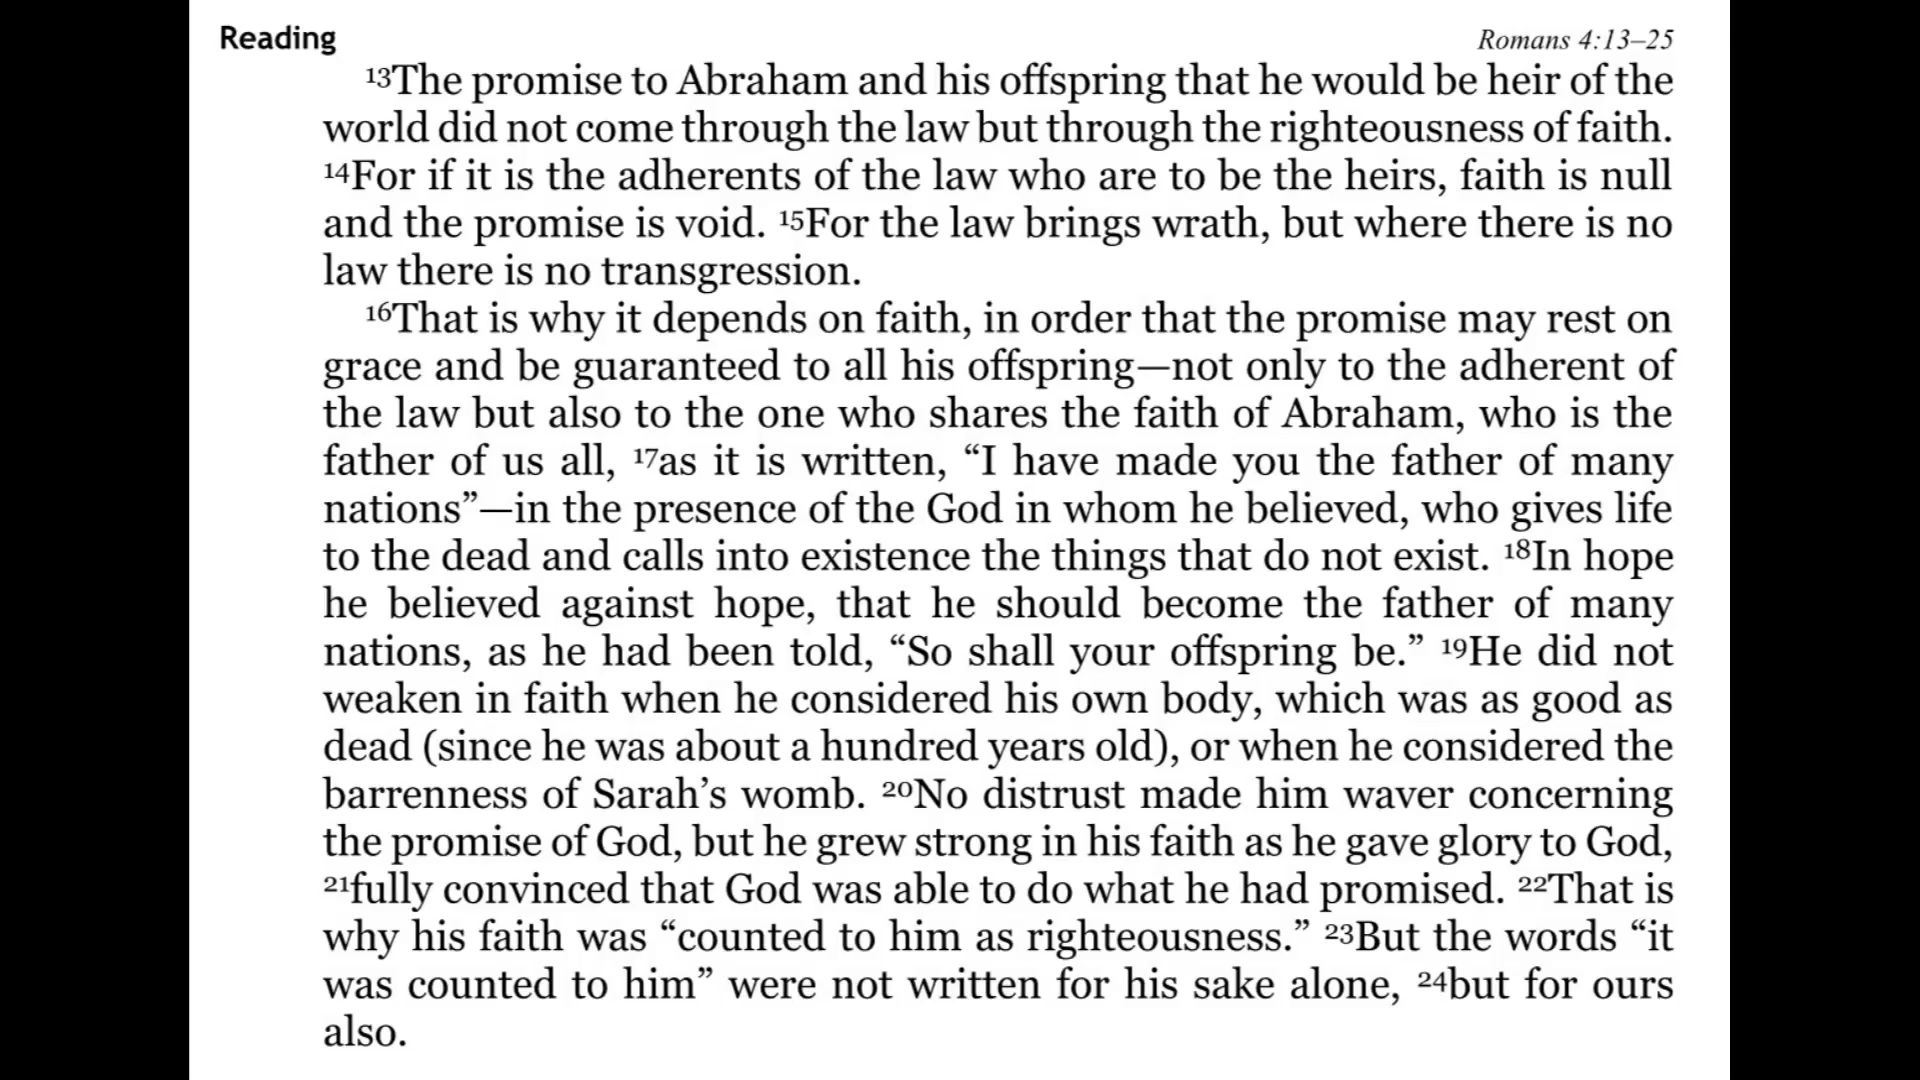 Reading
Romans 4:13–25
¹³The promise to Abraham and his offspring that he would be heir of the
world did not come through the law but through the righteousness of faith.
¹⁴For if it is the adherents of the law who are to be the heirs, faith is null
and the promise is void. ¹⁵For the law brings wrath, but where there is no
law there is no transgression.
¹⁶That is why it depends on faith, in order that the promise may rest on
grace and be guaranteed to all his offspring—not only to the adherent of
the law but also to the one who shares the faith of Abraham, who is the
father of us all, ¹⁷as it is written, “I have made you the father of many
nations”—in the presence of the God in whom he believed, who gives life
to the dead and calls into existence the things that do not exist. ¹⁸In hope
he believed against hope, that he should become the father of many
nations, as he had been told, “So shall your offspring be.” ¹⁹He did not
weaken in faith when he considered his own body, which was as good as
dead (since he was about a hundred years old), or when he considered the
barrenness of Sarah’s womb. ²⁰No distrust made him waver concerning
the promise of God, but he grew strong in his faith as he gave glory to God,
²¹fully convinced that God was able to do what he had promised. ²²That is
why his faith was “counted to him as righteousness.” ²³But the words “it
was counted to him” were not written for his sake alone, ²⁴but for ours
also.